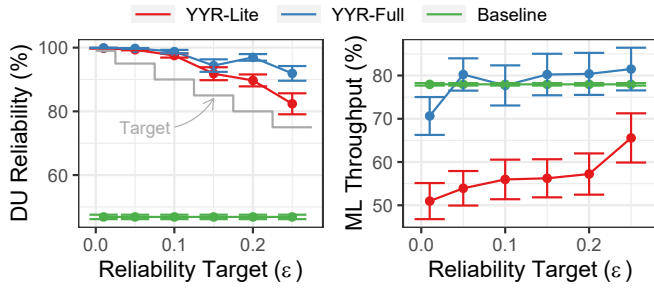 YYR-Lite YYR-Full Baseline
DU Reliability (%)
100
80
60
Target
0.0 0.1 0.2
Reliability Target (ε)
ML Throughput (%)
90
80
70
60
50
0.0 0.1 0.2
Reliability Target (ε)